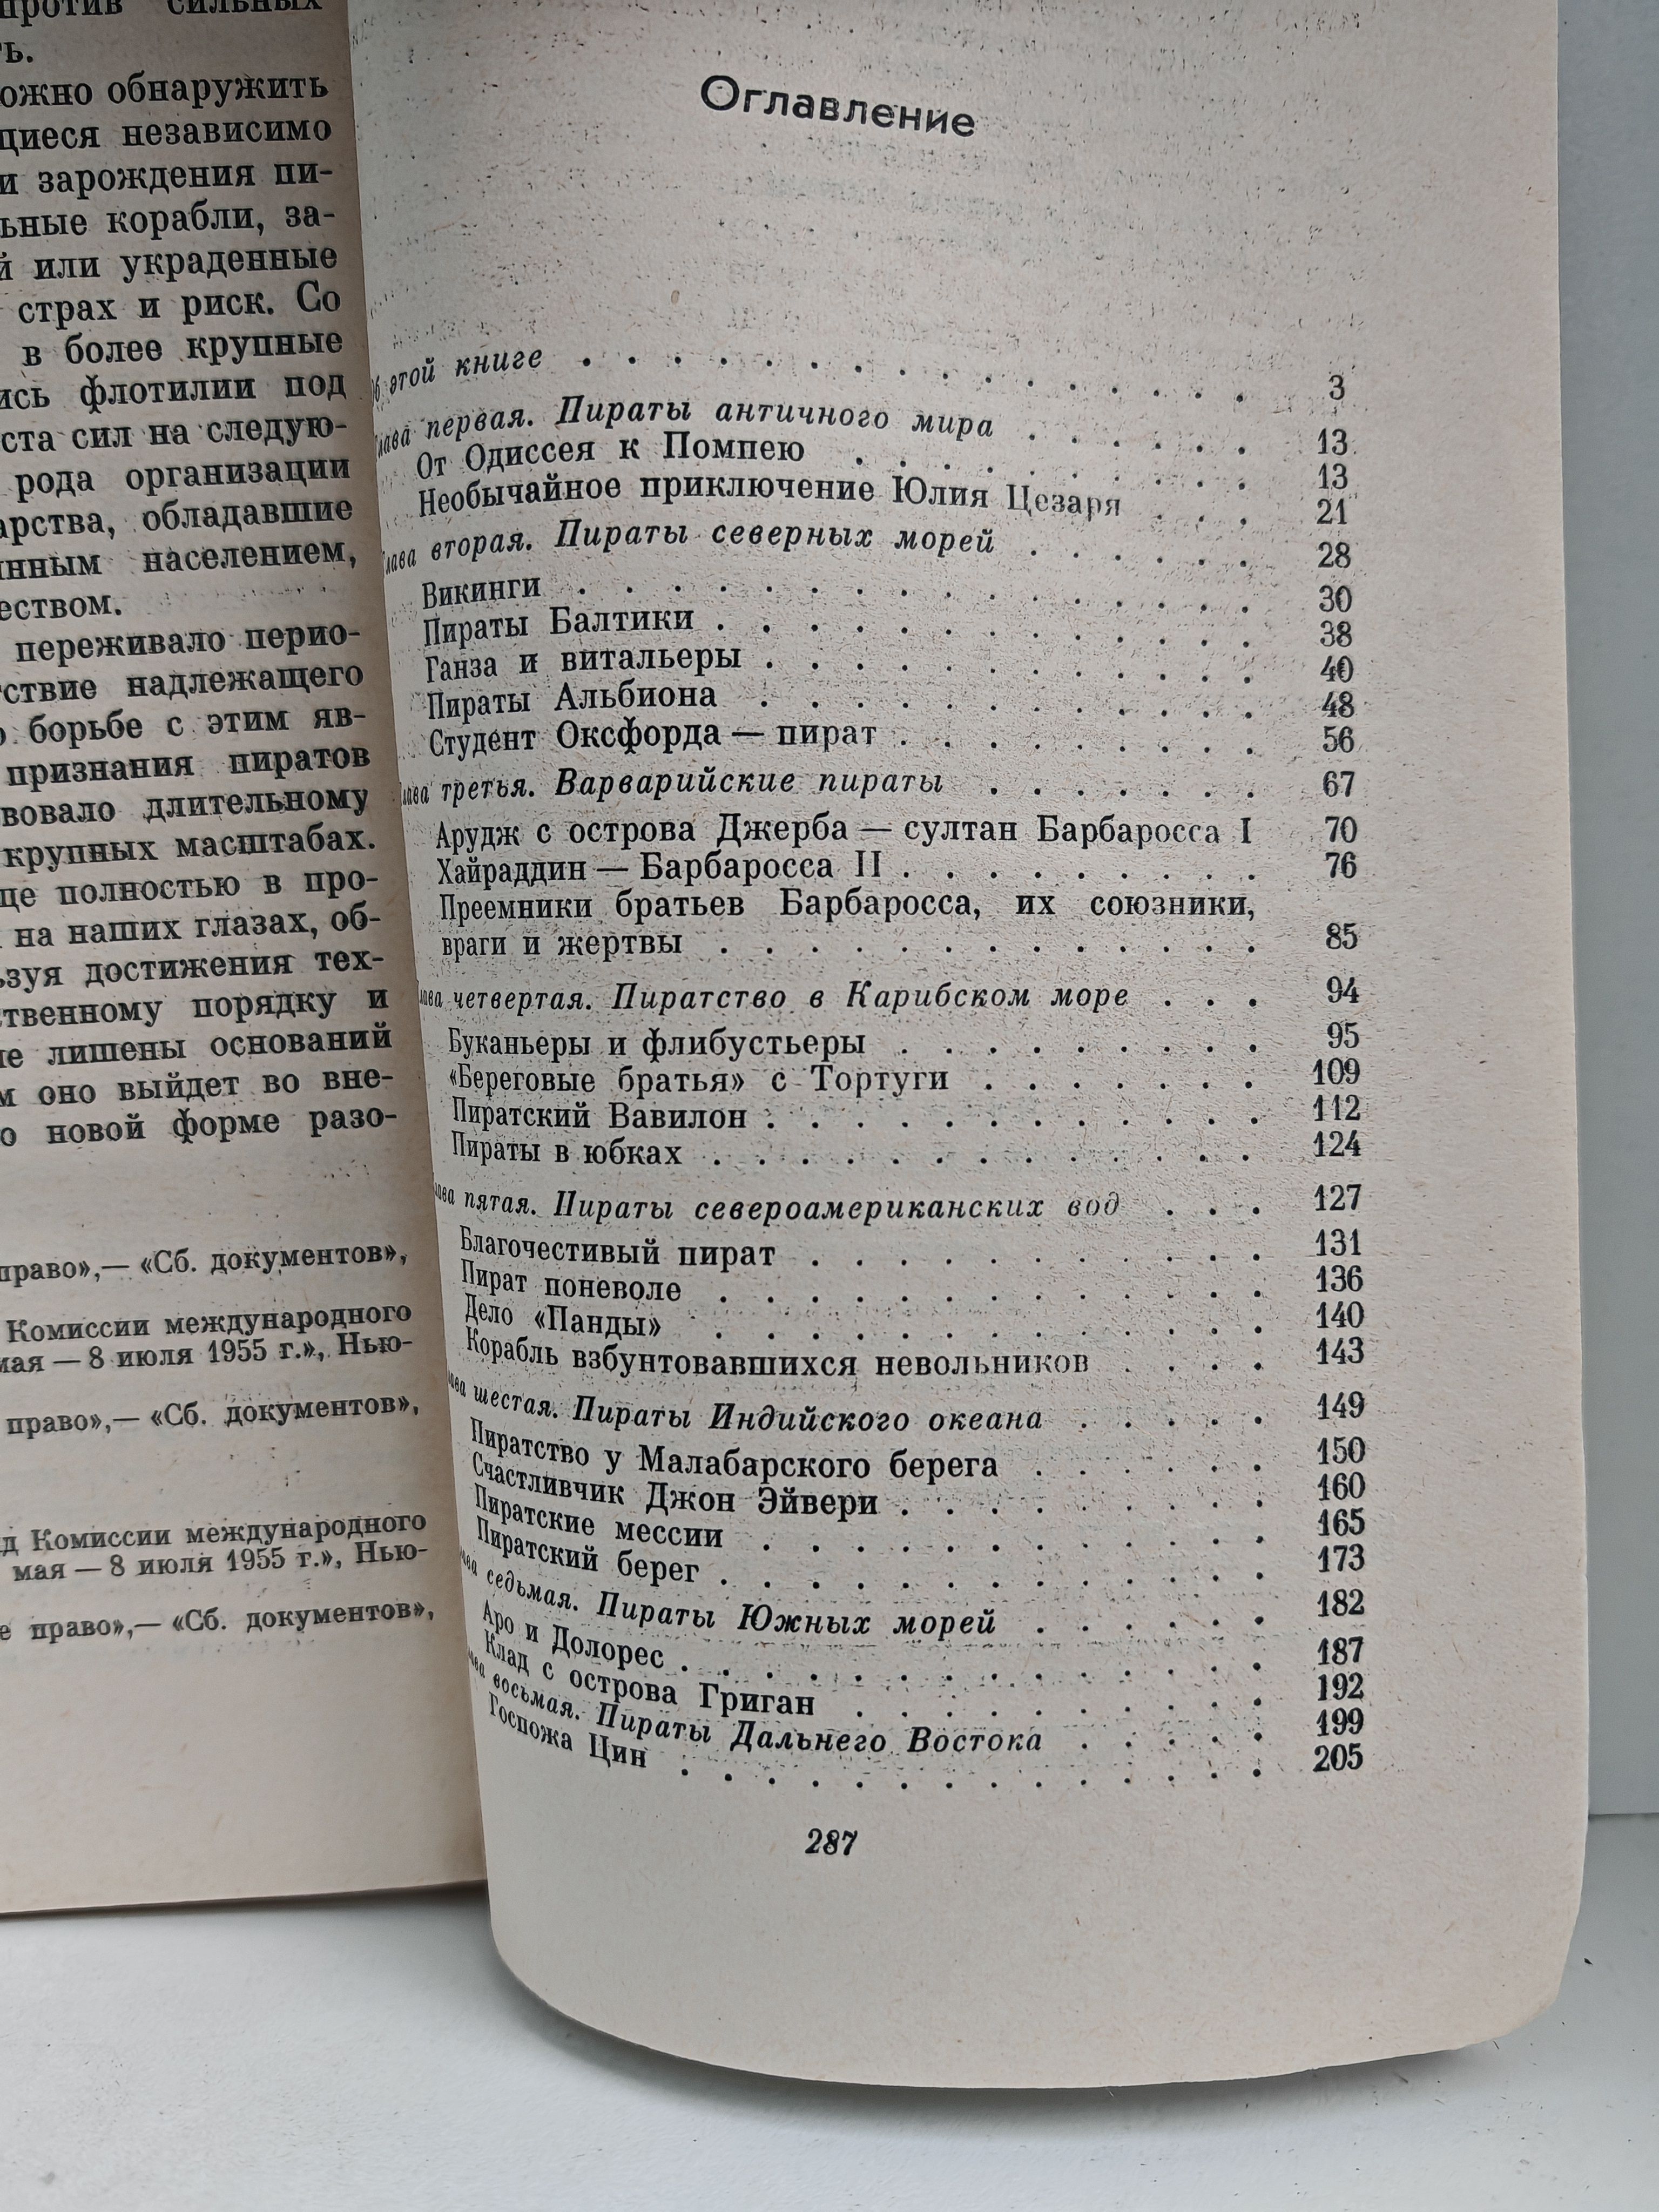 против сильных
ть.
ожно обнаружить
щиеся независимо
и зарождения пи-
ьные корабли, за-
й или украденные
страх и риск. Со
в более крупные
ись флотилии под
ста сил на следую-
рода организации
арства, обладавшие
нным населением,
еством.
переживало перио-
тствие надлежащего
о борьбе с этим яв-
признания пиратов
вовало длительному
крупных масштабах.
ще полностью в про-
на наших глазах, об-
ьзуя достижения тех-
ственному порядку и
не лишены оснований
м оно выйдет во вне-
о новой форме разо-
право»,— «Сб. документов»,
Комиссии международного
мая — 8 июля 1955 г.», Нью-
право»,— «Сб. документов»,
д Комиссии международного
мая — 8 июля 1955 г.», Нью-
е право»,— «Сб. документов»,
Оглавление
об этой книге . . . . . . . . . . . . . . . 3
лава первая. Пираты античного мира . . . . . . 13
От Одиссея к Помпею . . . . . . . . . 13
Необычайное приключение Юлия Цезаря . . . 21
лава вторая. Пираты северных морей . . . . . . 28
Викинги . . . . . . . . . . . . . . . 30
Пираты Балтики . . . . . . . . . . . . 38
Ганза и витальеры . . . . . . . . . . . 40
Пираты Альбиона . . . . . . . . . . . 48
Студент Оксфорда — пират . . . . . . . . 56
лава третья. Варварийские пираты . . . . . . . 67
Арудж с острова Джерба — султан Барбаросса I 70
Хайраддин — Барбаросса II . . . . . . . . 76
Преемники братьев Барбаросса, их союзники,
враги и жертвы . . . . . . . . . . . . 85
лава четвертая. Пиратство в Карибском море . . . 94
Буканьеры и флибустьеры . . . . . . . . 95
«Береговые братья» с Тортуги . . . . . . . 109
Пиратский Вавилон . . . . . . . . . . . 112
Пираты в юбках . . . . . . . . . . . . 124
лава пятая. Пираты североамериканских вод . . . 127
Благочестивый пират . . . . . . . . . . 131
Пират поневоле . . . . . . . . . . . . 136
Дело «Панды» . . . . . . . . . . . . 140
Корабль взбунтовавшихся невольников . . . . 143
ава шестая. Пираты Индийского океана . . . . . 149
Пиратство у Малабарского берега . . . . . . 150
Счастливчик Джон Эйвери . . . . . . . . 160
Пиратские мессии . . . . . . . . . . . 165
Пиратский берег . . . . . . . . . . . . 173
ава седьмая. Пираты Южных морей . . . . . . 182
Аро и Долорес . . . . . . . . . . . . . 187
Клад с острова Григан . . . . . . . . . 192
ава восьмая. Пираты Дальнего Востока . . . . . 199
Госпожа Цин . . . . . . . . . . . . . 205
287